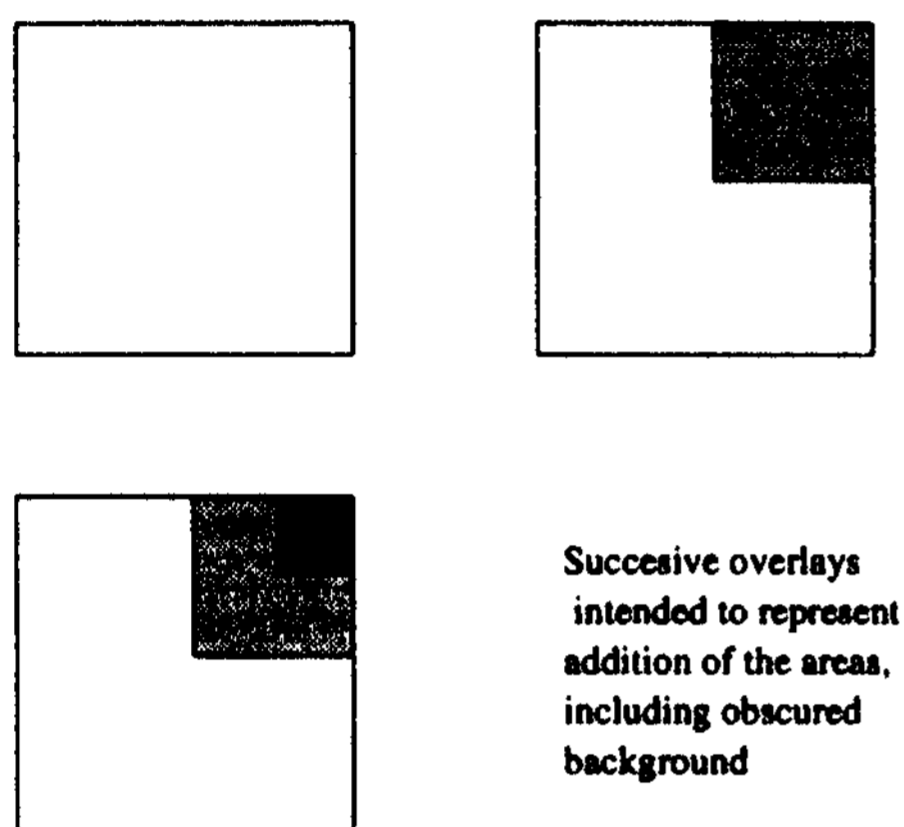 Succesive overlays
intended to represent
addition of the areas,
including obscured
background